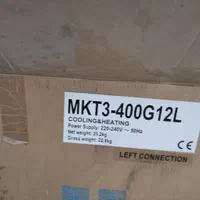 MKT3-400G12L
COOLING&HEATING
Power Supply: 220-240V ~ 50Hz
Net weight: 20,2kg
Gross weight: 22,8kg
CE
LEFT CONNECTION